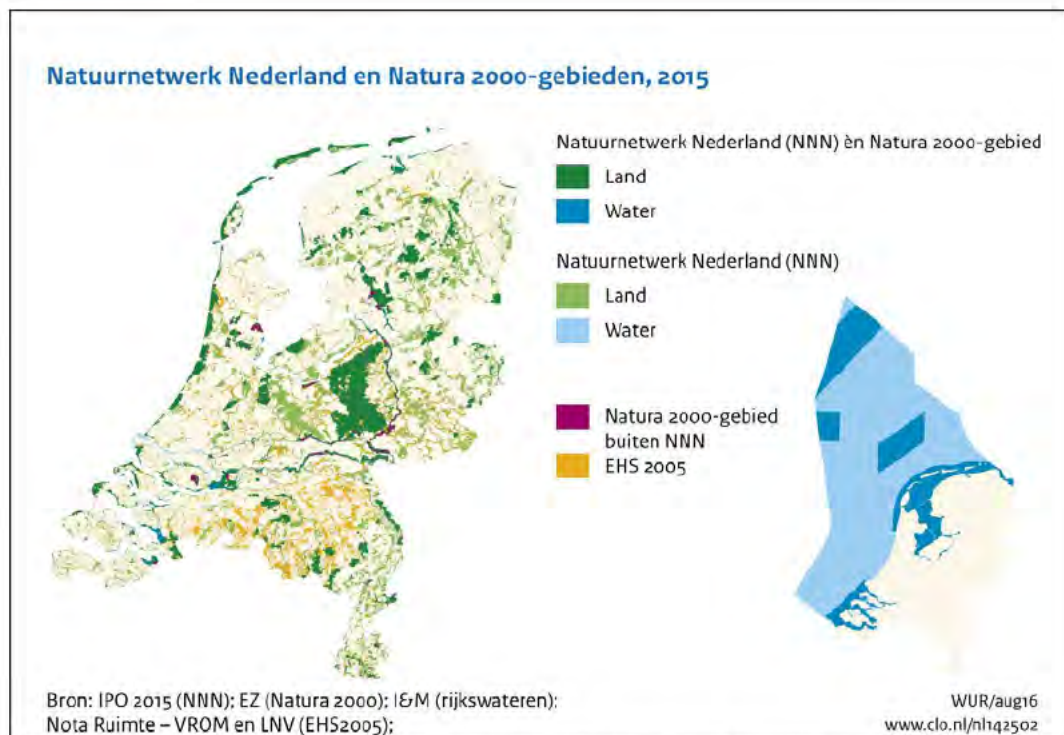 Natuurnetwerk Nederland en Natura 2000-gebieden, 2015
Natuurnetwerk Nederland (NNN) èn Natura 2000-gebied
Land
Water
Natuurnetwerk Nederland (NNN)
Land
Water
Natura 2000-gebied
buiten NNN
EHS 2005
Bron: IPO 2015 (NNN); EZ (Natura 2000); I&M (rijkswateren);
Nota Ruimte – VROM en LNV (EHS2005);
WUR/aug16
www.clo.nl/nl142502